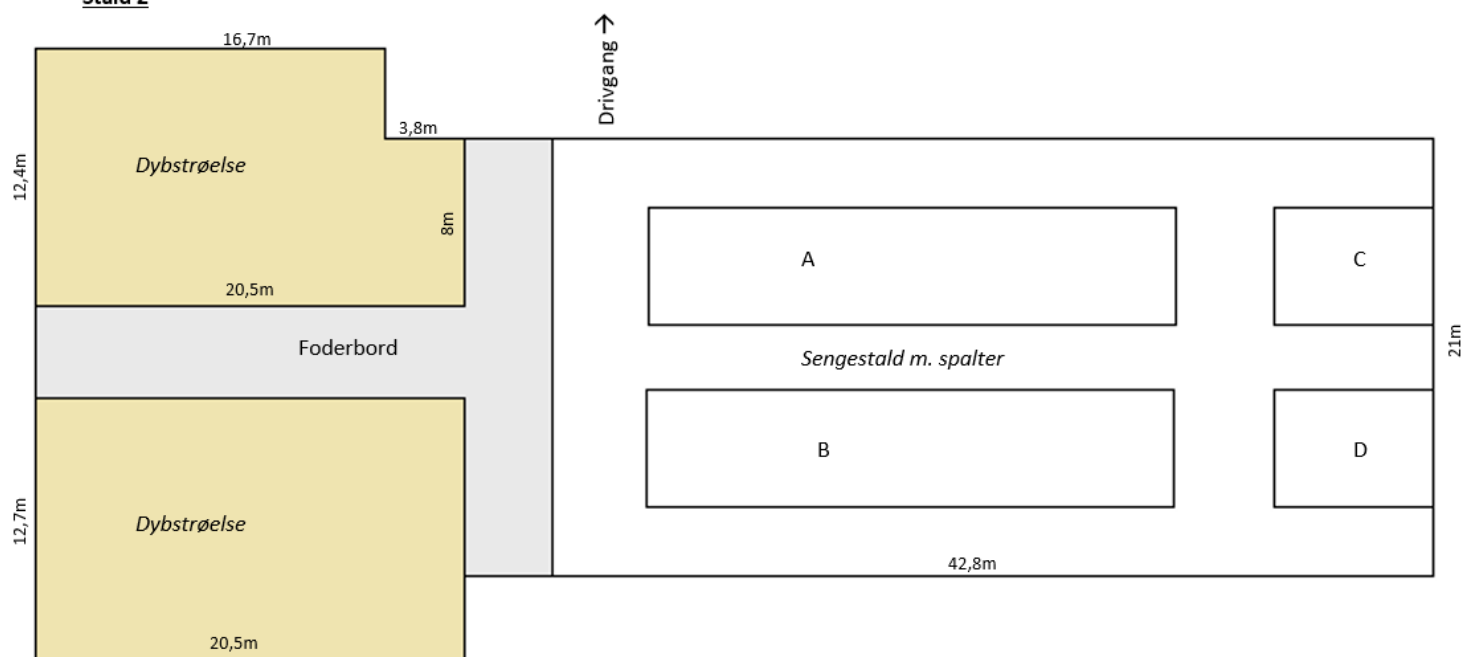 Stald 2
16,7m
Drivgang →
3,8m
12,4m
Dybstrøelse
8m
20,5m
Foderbord
A
C
Sengestald m. spalter
21m
B
D
12,7m
Dybstrøelse
42,8m
20,5m